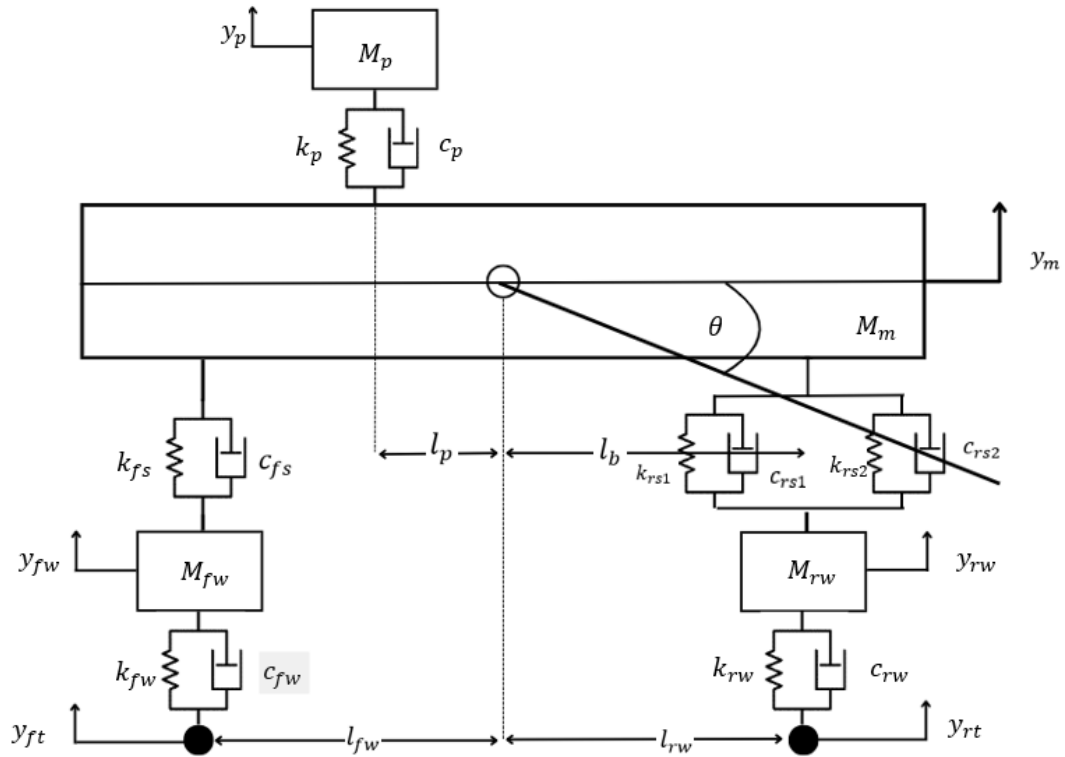 y_p
M_p
k_p
c_p
y_m
θ
M_m
l_p
l_b
k_fs
c_fs
k_rs1
c_rs1
k_rs2
c_rs2
y_fw
M_fw
M_rw
y_rw
k_fw
c_fw
k_rw
c_rw
y_ft
l_fw
l_rw
y_rt